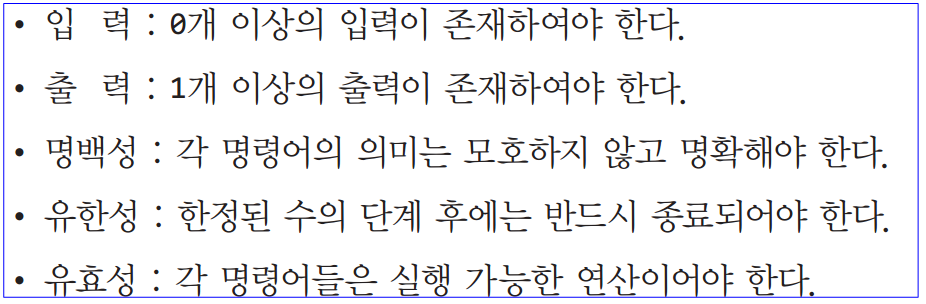 • 입 력 : 0개 이상의 입력이 존재하여야 한다.
• 출 력 : 1개 이상의 출력이 존재하여야 한다.
• 명백성 : 각 명령어의 의미는 모호하지 않고 명확해야 한다.
• 유한성 : 한정된 수의 단계 후에는 반드시 종료되어야 한다.
• 유효성 : 각 명령어들은 실행 가능한 연산이어야 한다.